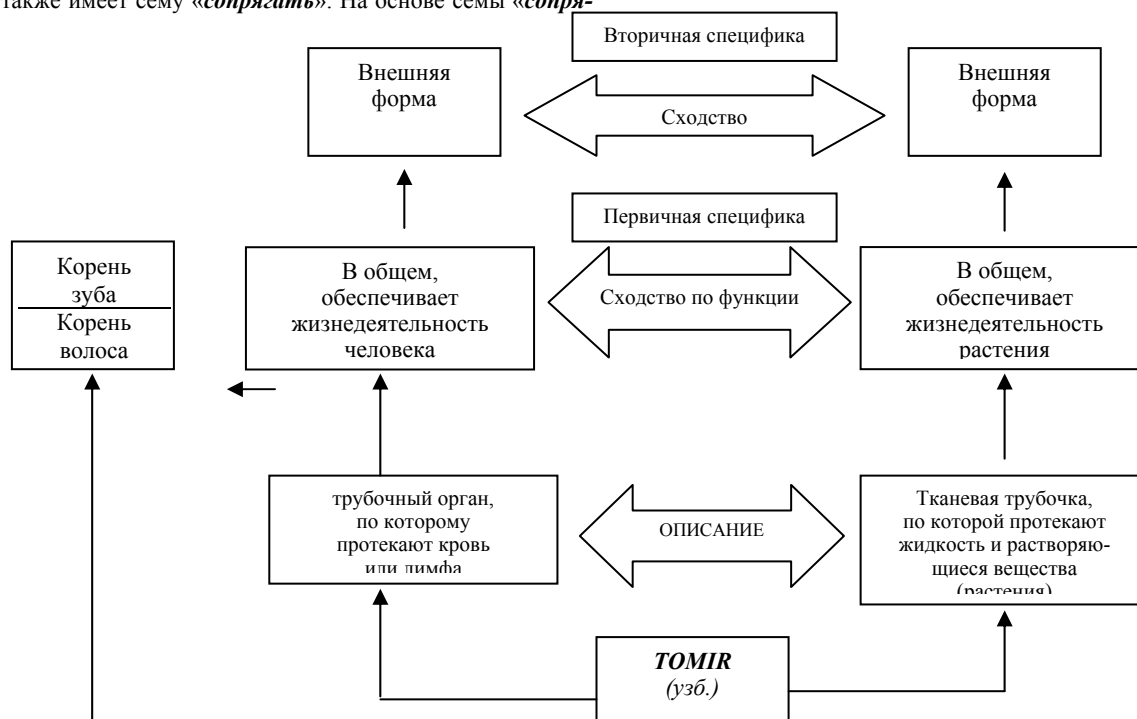 также имеет сему «сопрягать». На основе семы «сопря-
Вторичная специфика
Внешняя
форма
Сходство
Внешняя
форма
Первичная специфика
Корень
зуба
Корень
волоса
В общем,
обеспечивает
жизнедеятельность
человека
Сходство по функции
В общем,
обеспечивает
жизнедеятельность
растения
трубочный орган,
по которому
протекают кровь
или лимфа
ОПИСАНИЕ
Тканевая трубочка,
по которой протекают
жидкость и растворяю-
щиеся вещества
(растения)
TOMIR
(узб.)